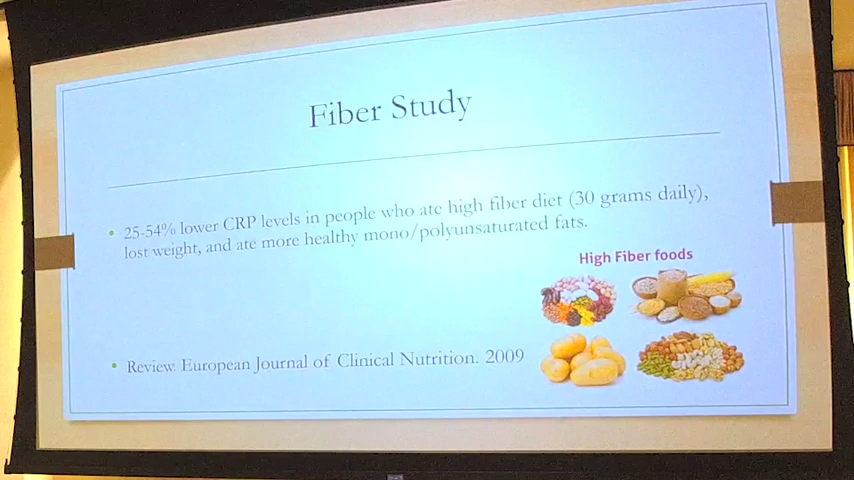 Fiber Study
25-54% lower CRP levels in people who ate high fiber diet (30 grams daily),
lost weight, and ate more healthy mono/polyunsaturated fats.
High Fiber foods
Review. European Journal of Clinical Nutrition. 2009